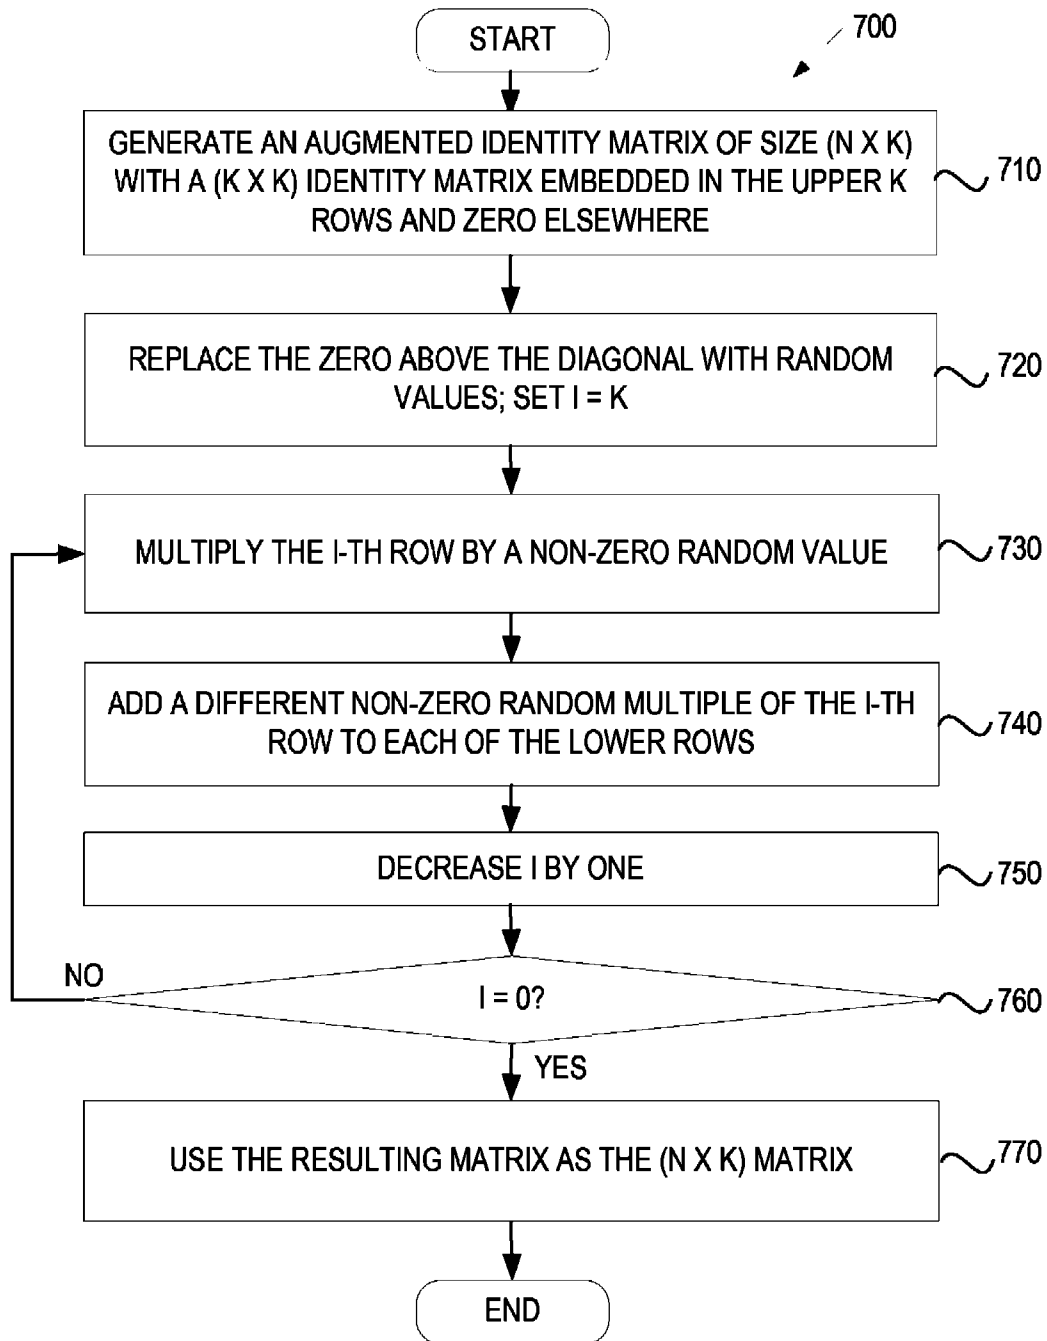 START
700
GENERATE AN AUGMENTED IDENTITY MATRIX OF SIZE (N X K)
WITH A (K X K) IDENTITY MATRIX EMBEDDED IN THE UPPER K
ROWS AND ZERO ELSEWHERE
710
REPLACE THE ZERO ABOVE THE DIAGONAL WITH RANDOM
VALUES; SET I = K
720
MULTIPLY THE I-TH ROW BY A NON-ZERO RANDOM VALUE
730
ADD A DIFFERENT NON-ZERO RANDOM MULTIPLE OF THE I-TH
ROW TO EACH OF THE LOWER ROWS
740
DECREASE I BY ONE
750
NO
I = 0?
760
YES
USE THE RESULTING MATRIX AS THE (N X K) MATRIX
770
END